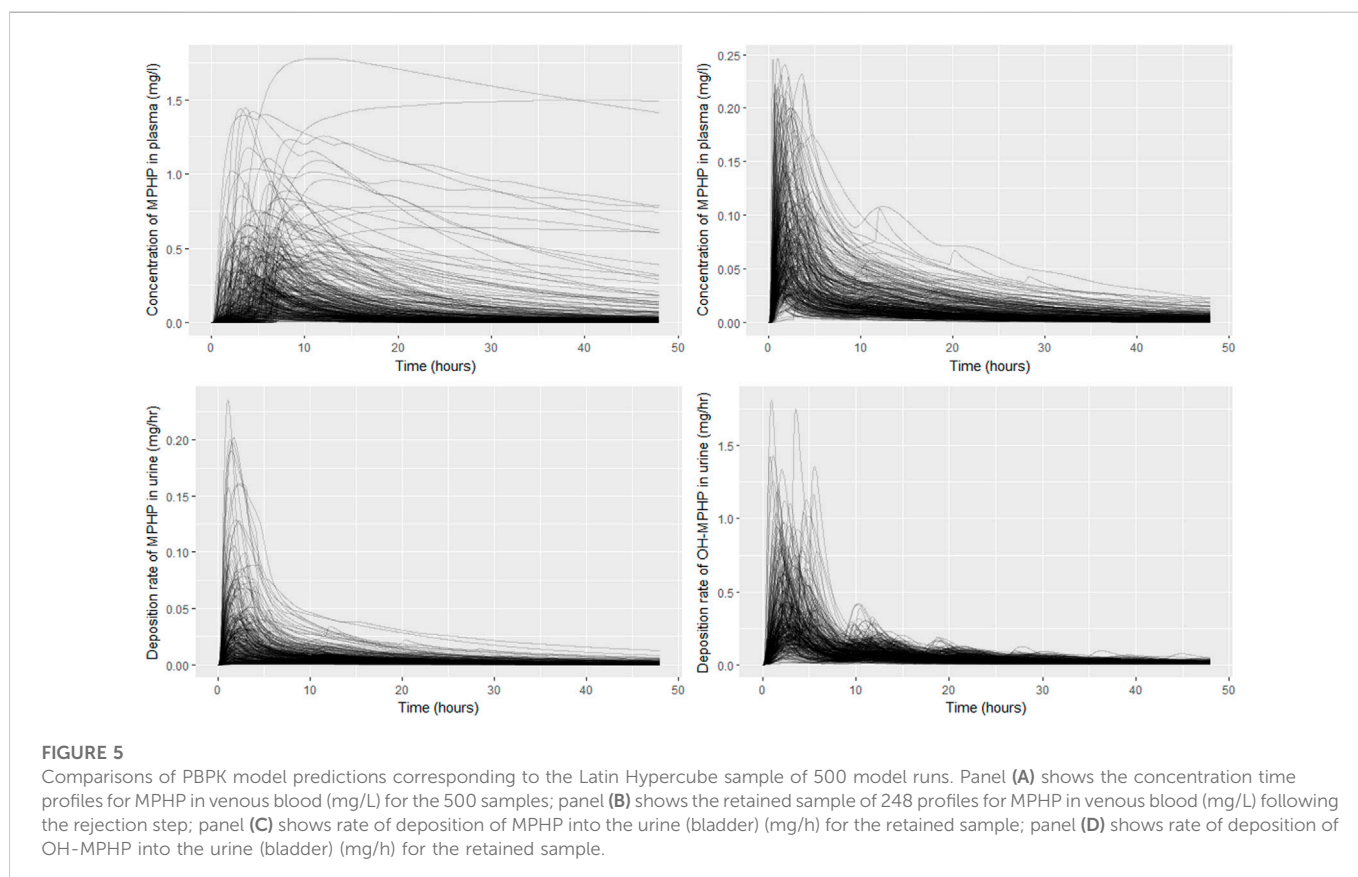 Concentration of MPHP in plasma (mg/l)
1.5
1.0
0.5
0.0
0 10 20 30 40 50
Time (hours)
Concentration of MPHP in plasma (mg/l)
0.25
0.20
0.15
0.10
0.05
0.00
0 10 20 30 40 50
Time (hours)
Deposition rate of MPHP in urine (mg/hr)
0.20
0.15
0.10
0.05
0.00
0 10 20 30 40 50
Time (hours)
Deposition rate of OH-MPHP in urine (mg/hr)
1.5
1.0
0.5
0.0
0 10 20 30 40 50
Time (hours)
FIGURE 5
Comparisons of PBPK model predictions corresponding to the Latin Hypercube sample of 500 model runs. Panel (A) shows the concentration time
profiles for MPHP in venous blood (mg/L) for the 500 samples; panel (B) shows the retained sample of 248 profiles for MPHP in venous blood (mg/L) following
the rejection step; panel (C) shows rate of deposition of MPHP into the urine (bladder) (mg/h) for the retained sample; panel (D) shows rate of deposition of
OH-MPHP into the urine (bladder) (mg/h) for the retained sample.